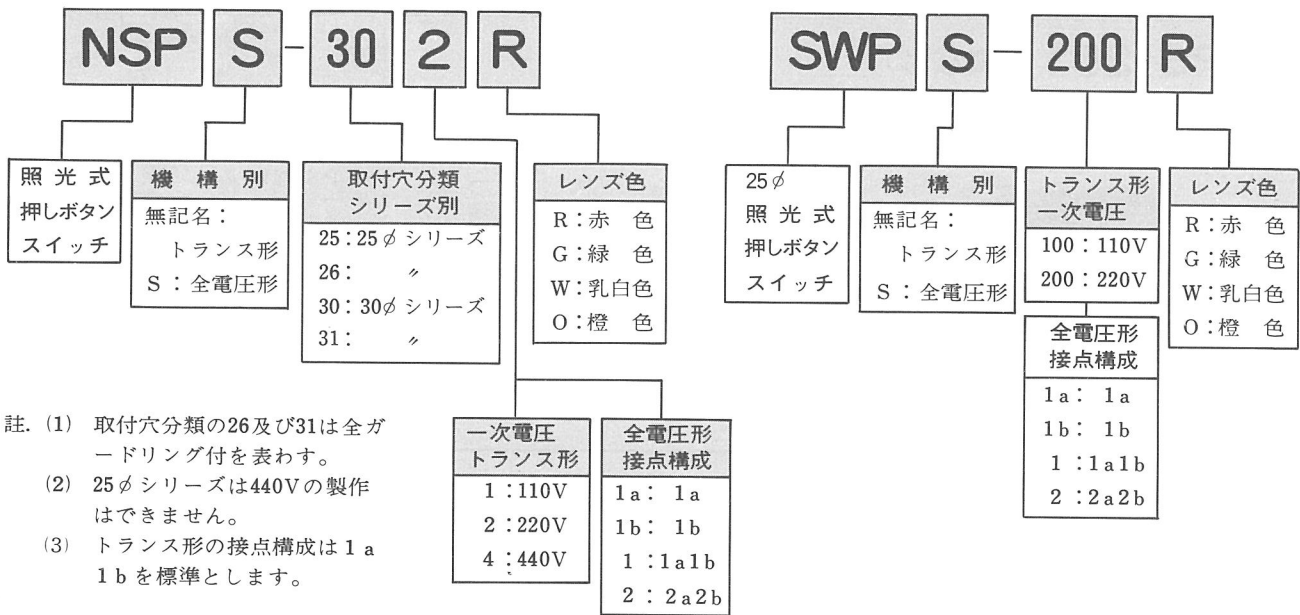 NSP S - 30 2 R
照光式
押しボタン
スイッチ
機構別
無記名：
トランス形
S：全電圧形
取付穴分類
シリーズ別
25：25φシリーズ
26：　〃
30：30φシリーズ
31：　〃
レンズ色
R：赤　色
G：緑　色
W：乳白色
O：橙　色
一次電圧
トランス形
1：110V
2：220V
4：440V
全電圧形
接点構成
1a：1a
1b：1b
1：1a1b
2：2a2b
註. (1) 取付穴分類の26及び31は全ガ
ードリング付を表わす。
(2) 25φシリーズは440Vの製作
はできません。
(3) トランス形の接点構成は1a
1bを標準とします。
SWP S - 200 R
25φ
照光式
押しボタン
スイッチ
機構別
無記名：
トランス形
S：全電圧形
トランス形
一次電圧
100：110V
200：220V
全電圧形
接点構成
1a：1a
1b：1b
1：1a1b
2：2a2b
レンズ色
R：赤　色
G：緑　色
W：乳白色
O：橙　色